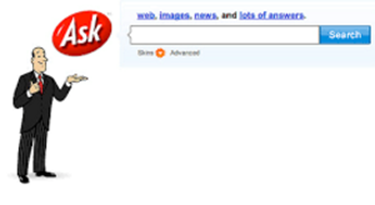 Ask
web, images, news, and lots of answers.
Search
Skins Advanced